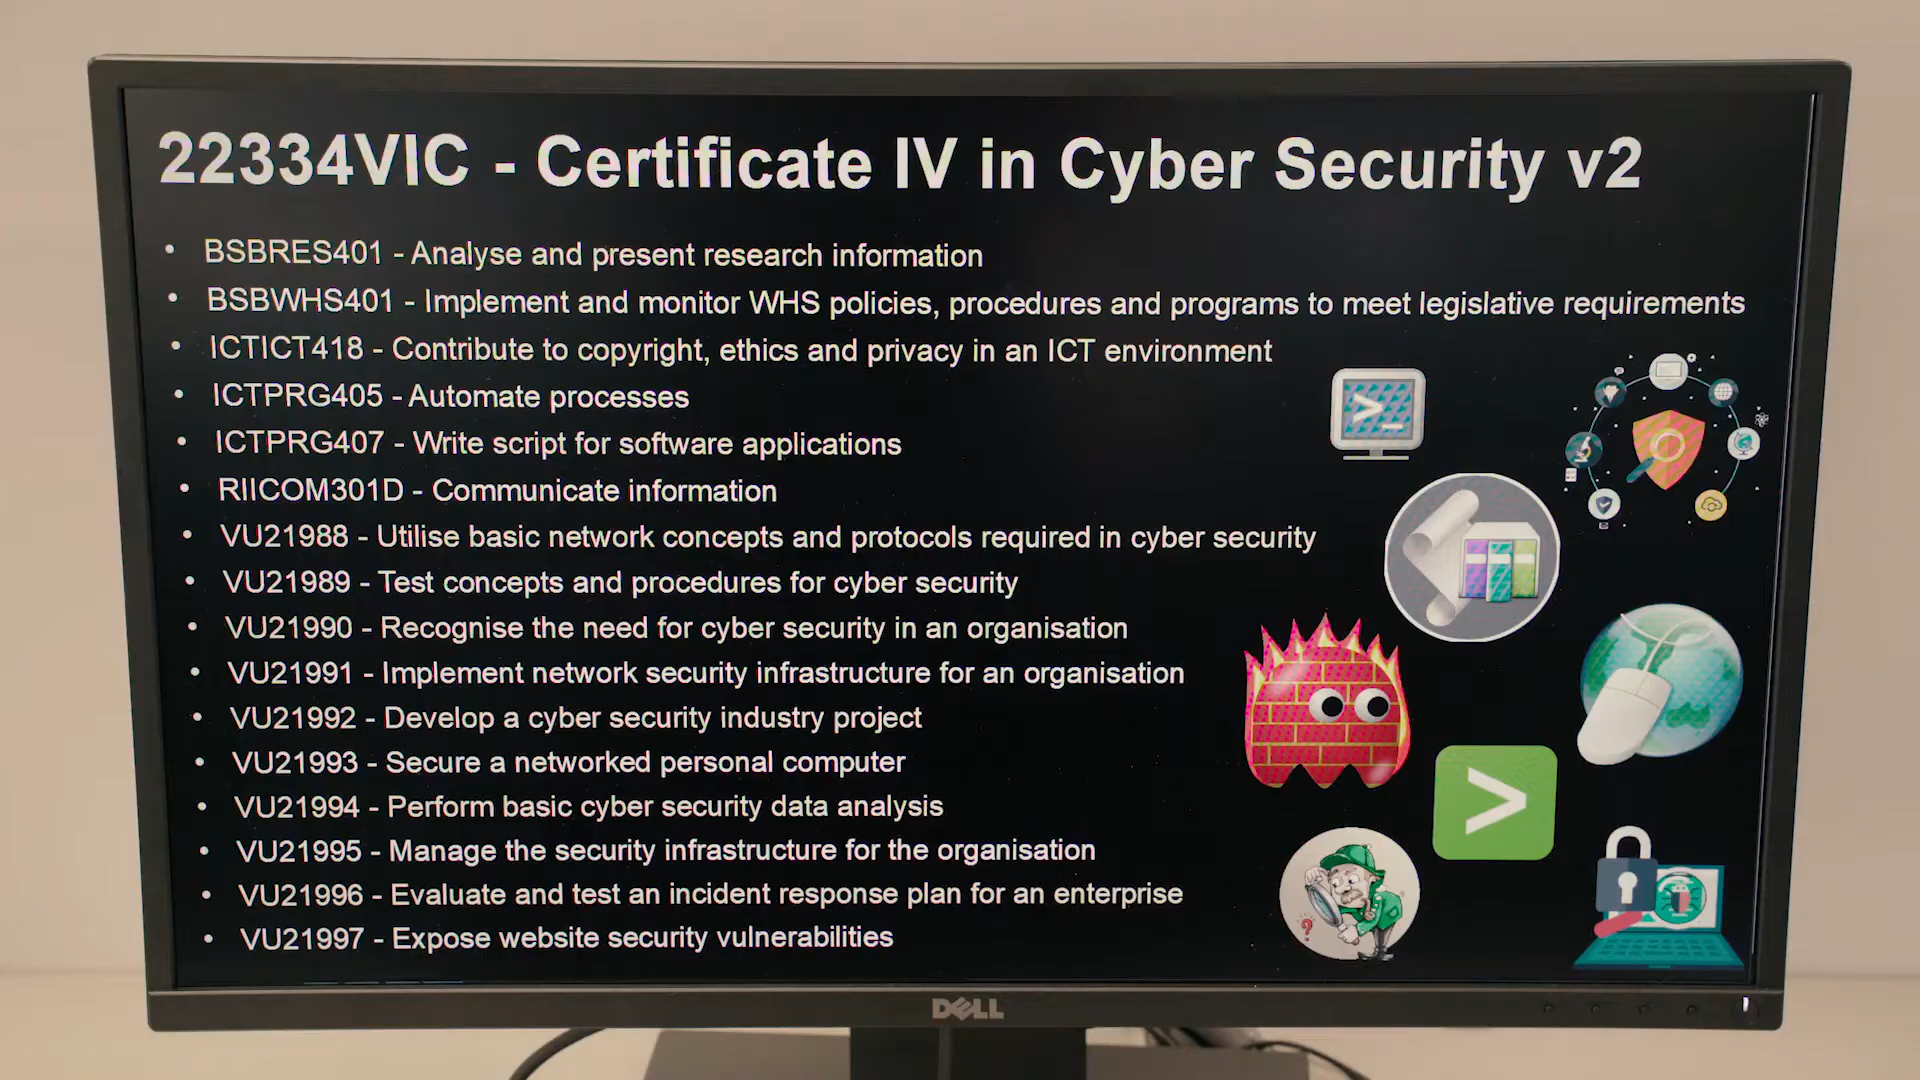 22334VIC - Certificate IV in Cyber Security v2
• BSBRES401 - Analyse and present research information
• BSBWHS401 - Implement and monitor WHS policies, procedures and programs to meet legislative requirements
• ICTICT418 - Contribute to copyright, ethics and privacy in an ICT environment
• ICTPRG405 - Automate processes
• ICTPRG407 - Write script for software applications
• RIICOM301D - Communicate information
• VU21988 - Utilise basic network concepts and protocols required in cyber security
• VU21989 - Test concepts and procedures for cyber security
• VU21990 - Recognise the need for cyber security in an organisation
• VU21991 - Implement network security infrastructure for an organisation
• VU21992 - Develop a cyber security industry project
• VU21993 - Secure a networked personal computer
• VU21994 - Perform basic cyber security data analysis
• VU21995 - Manage the security infrastructure for the organisation
• VU21996 - Evaluate and test an incident response plan for an enterprise
• VU21997 - Expose website security vulnerabilities
>_
>
?
DELL